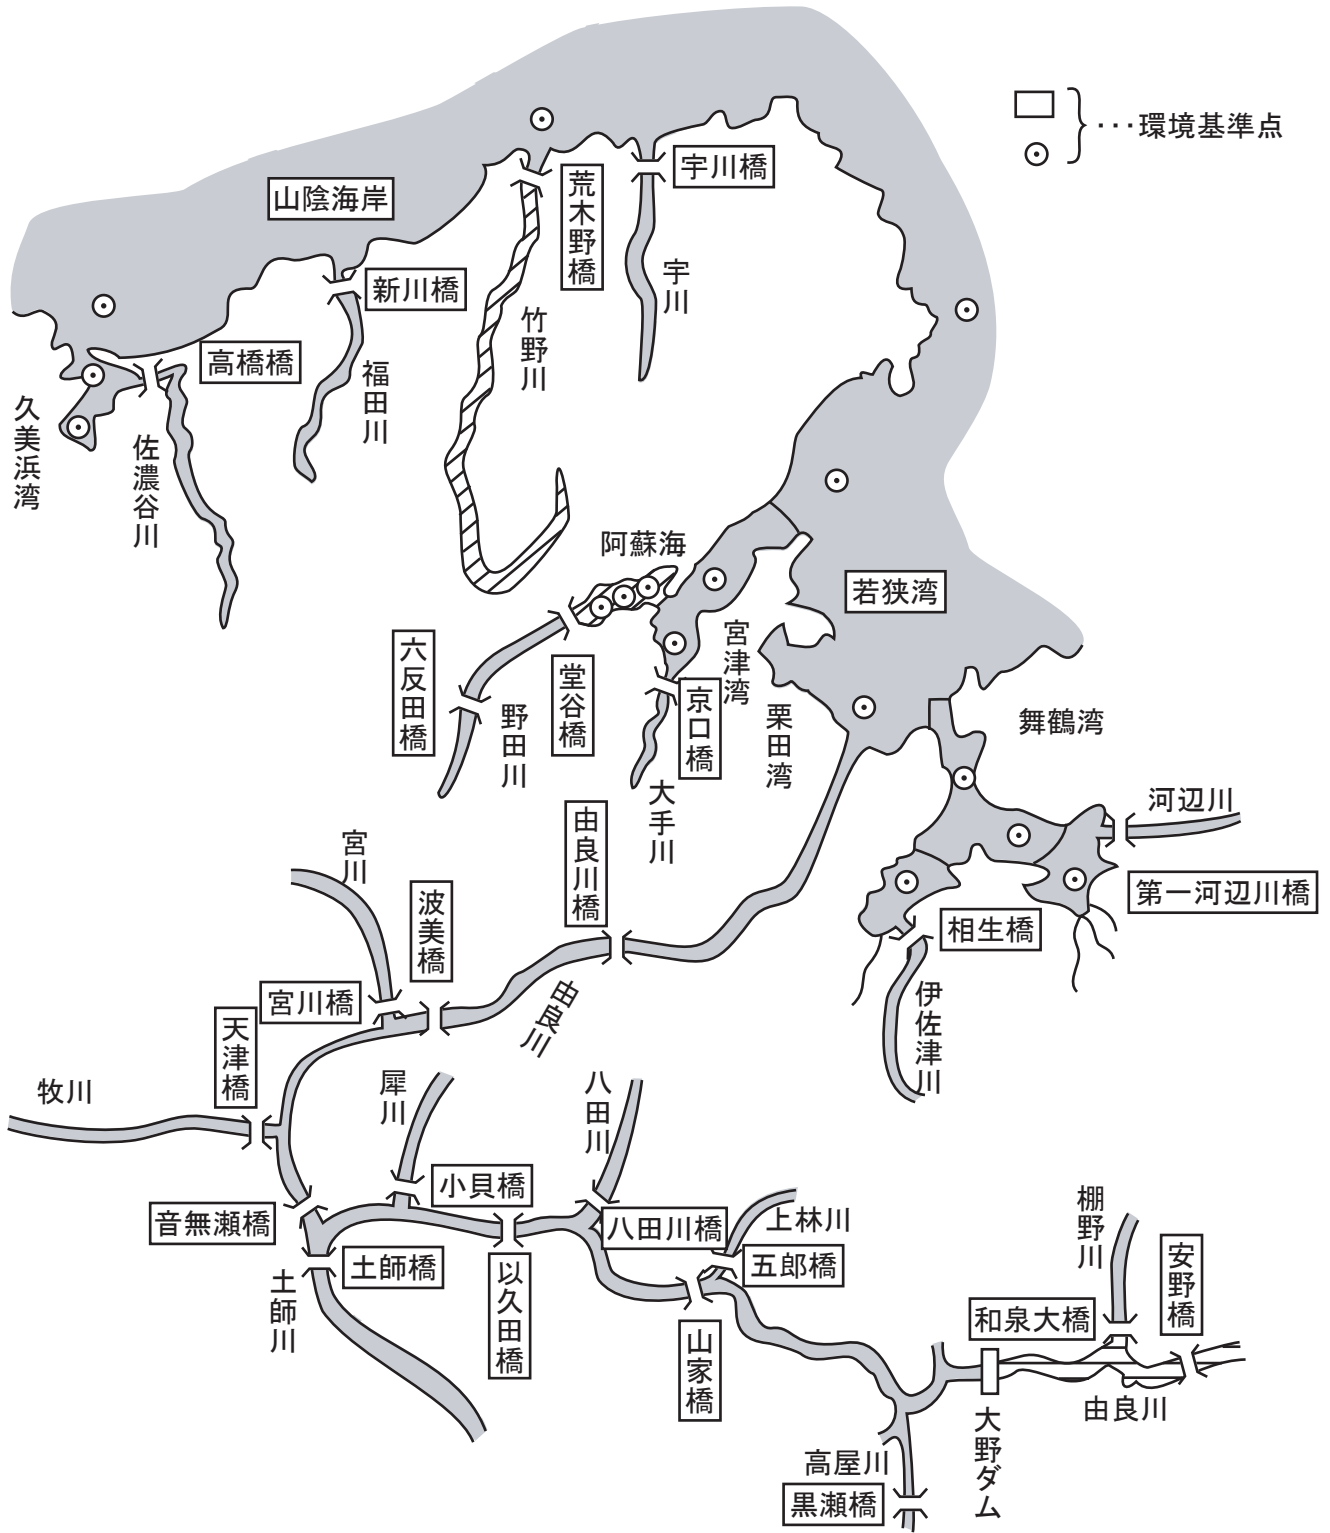 ･･･環境基準点
宇川橋
荒木野橋
山陰海岸
宇川
新川橋
竹野川
高橋橋
福田川
久美浜湾
佐濃谷川
阿蘇海
若狭湾
宮津湾
六反田橋
堂谷橋
京口橋
野田川
栗田湾
舞鶴湾
大手川
河辺川
由良川橋
宮川
波美橋
第一河辺川橋
相生橋
宮川橋
由良川
伊佐津川
天津橋
牧川
犀川
八田川
小貝橋
音無瀬橋
八田川橋
上林川
棚野川
土師橋
五郎橋
安野橋
土師川
以久田橋
和泉大橋
山家橋
由良川
大野ダム
高屋川
黒瀬橋